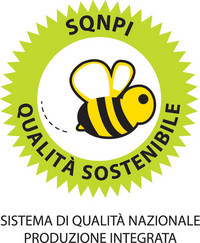 SQNPI
QUALITÀ SOSTENIBILE
SISTEMA DI QUALITÀ NAZIONALE
PRODUZIONE INTEGRATA